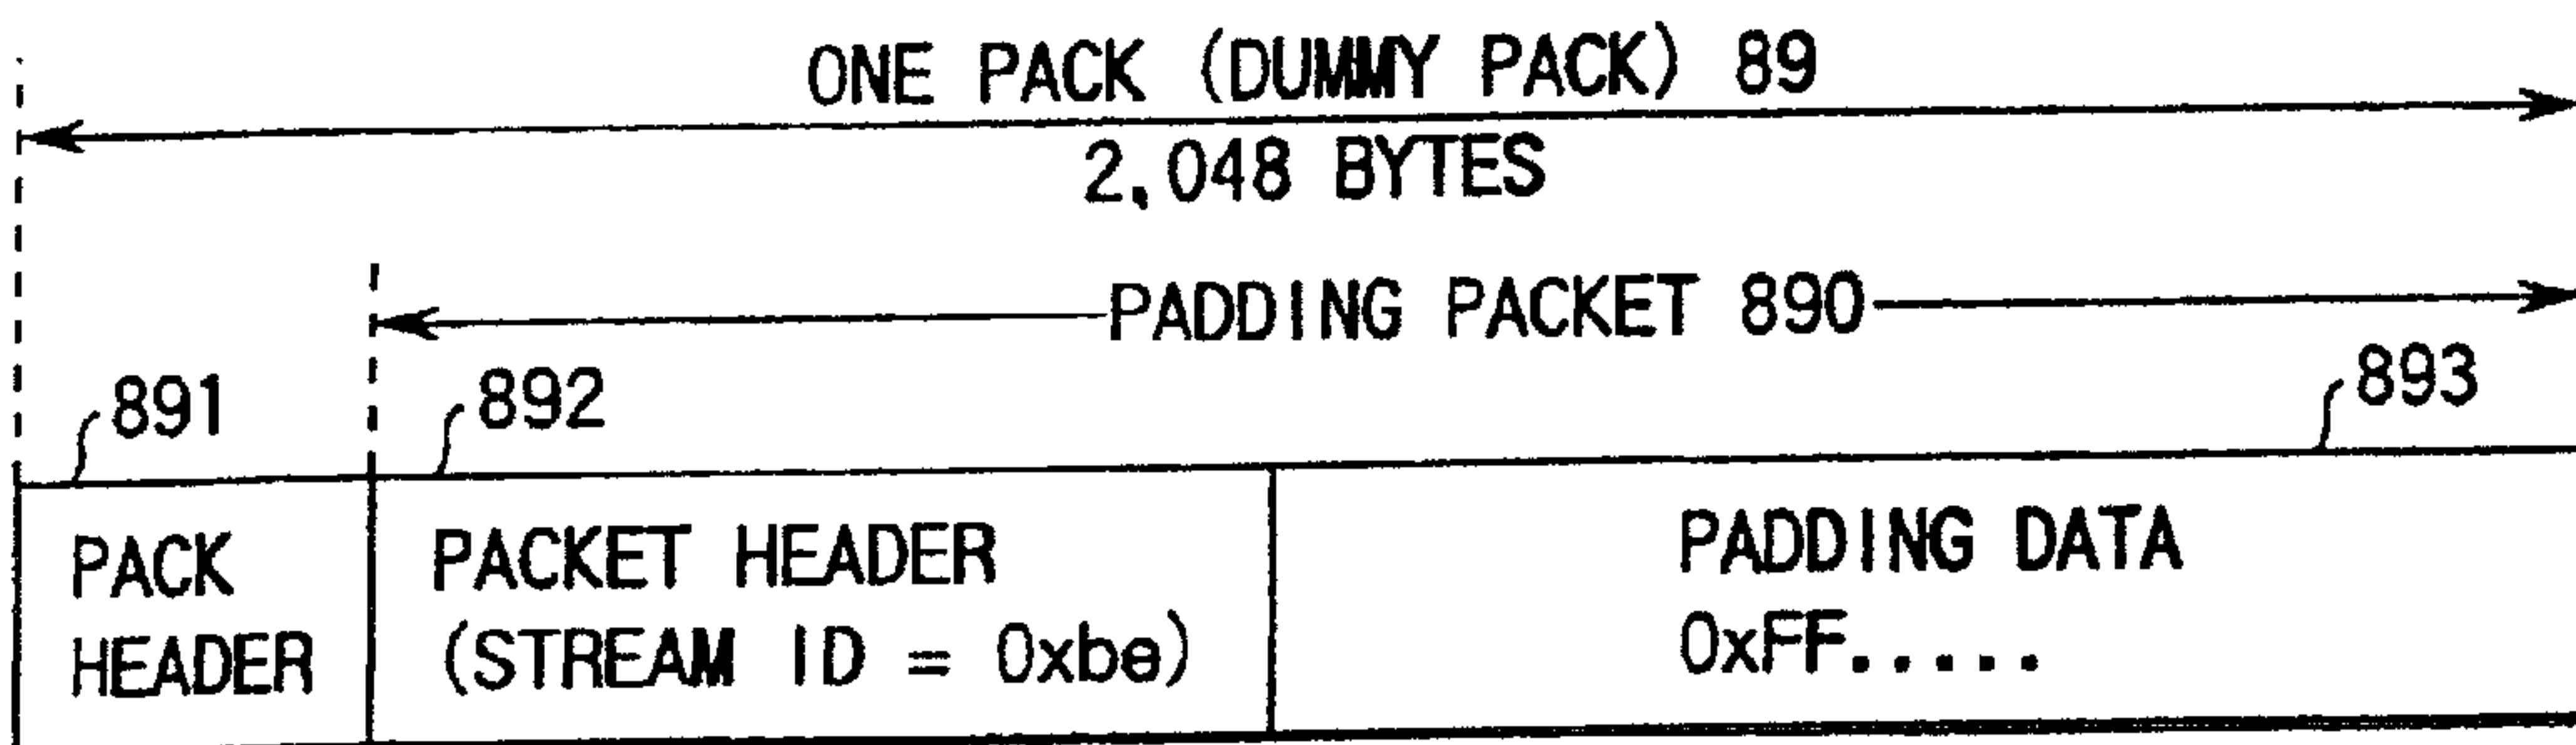 ONE PACK (DUMMY PACK) 89
2,048 BYTES
PADDING PACKET 890
891
892
893
PACK
HEADER
PACKET HEADER
(STREAM ID = 0xbe)
PADDING DATA
0xFF.....